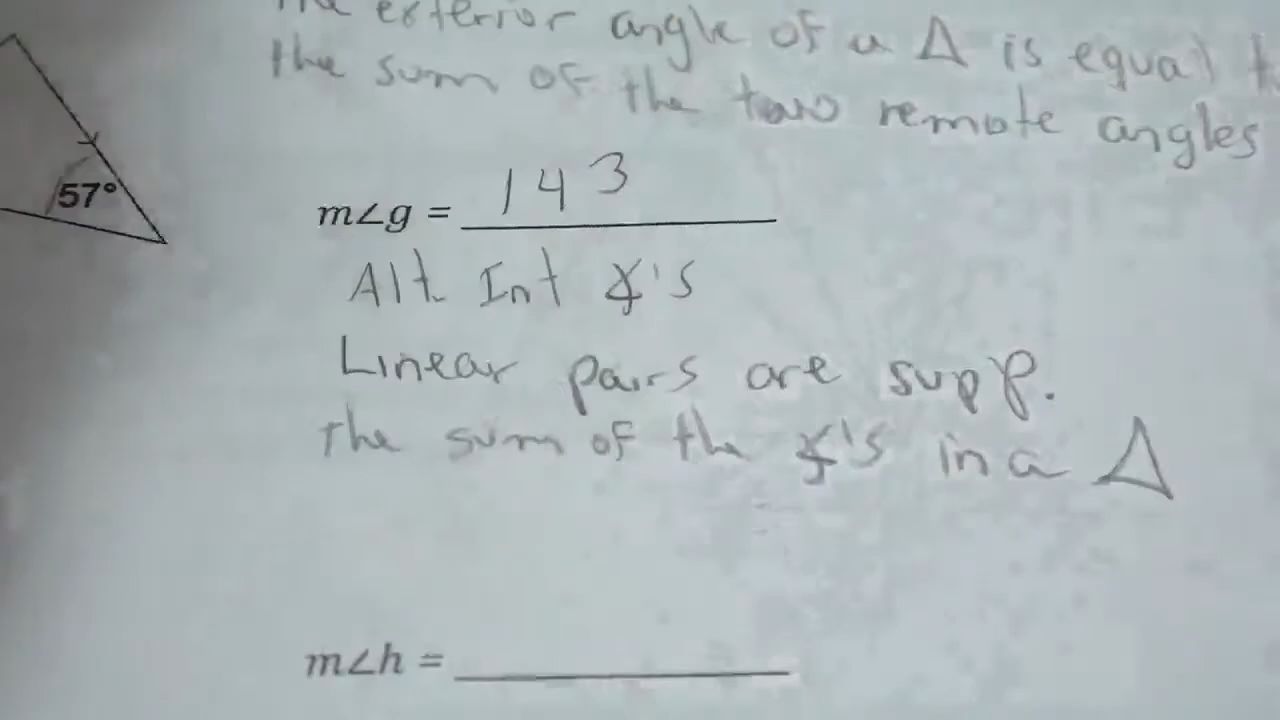 The exterior angle of a Δ is equal
the sum of the two remote angles
57°
m∠g = 143
Alt. Int ∡'s
Linear pairs are supp.
the sum of the ∡'s in a Δ
m∠h =